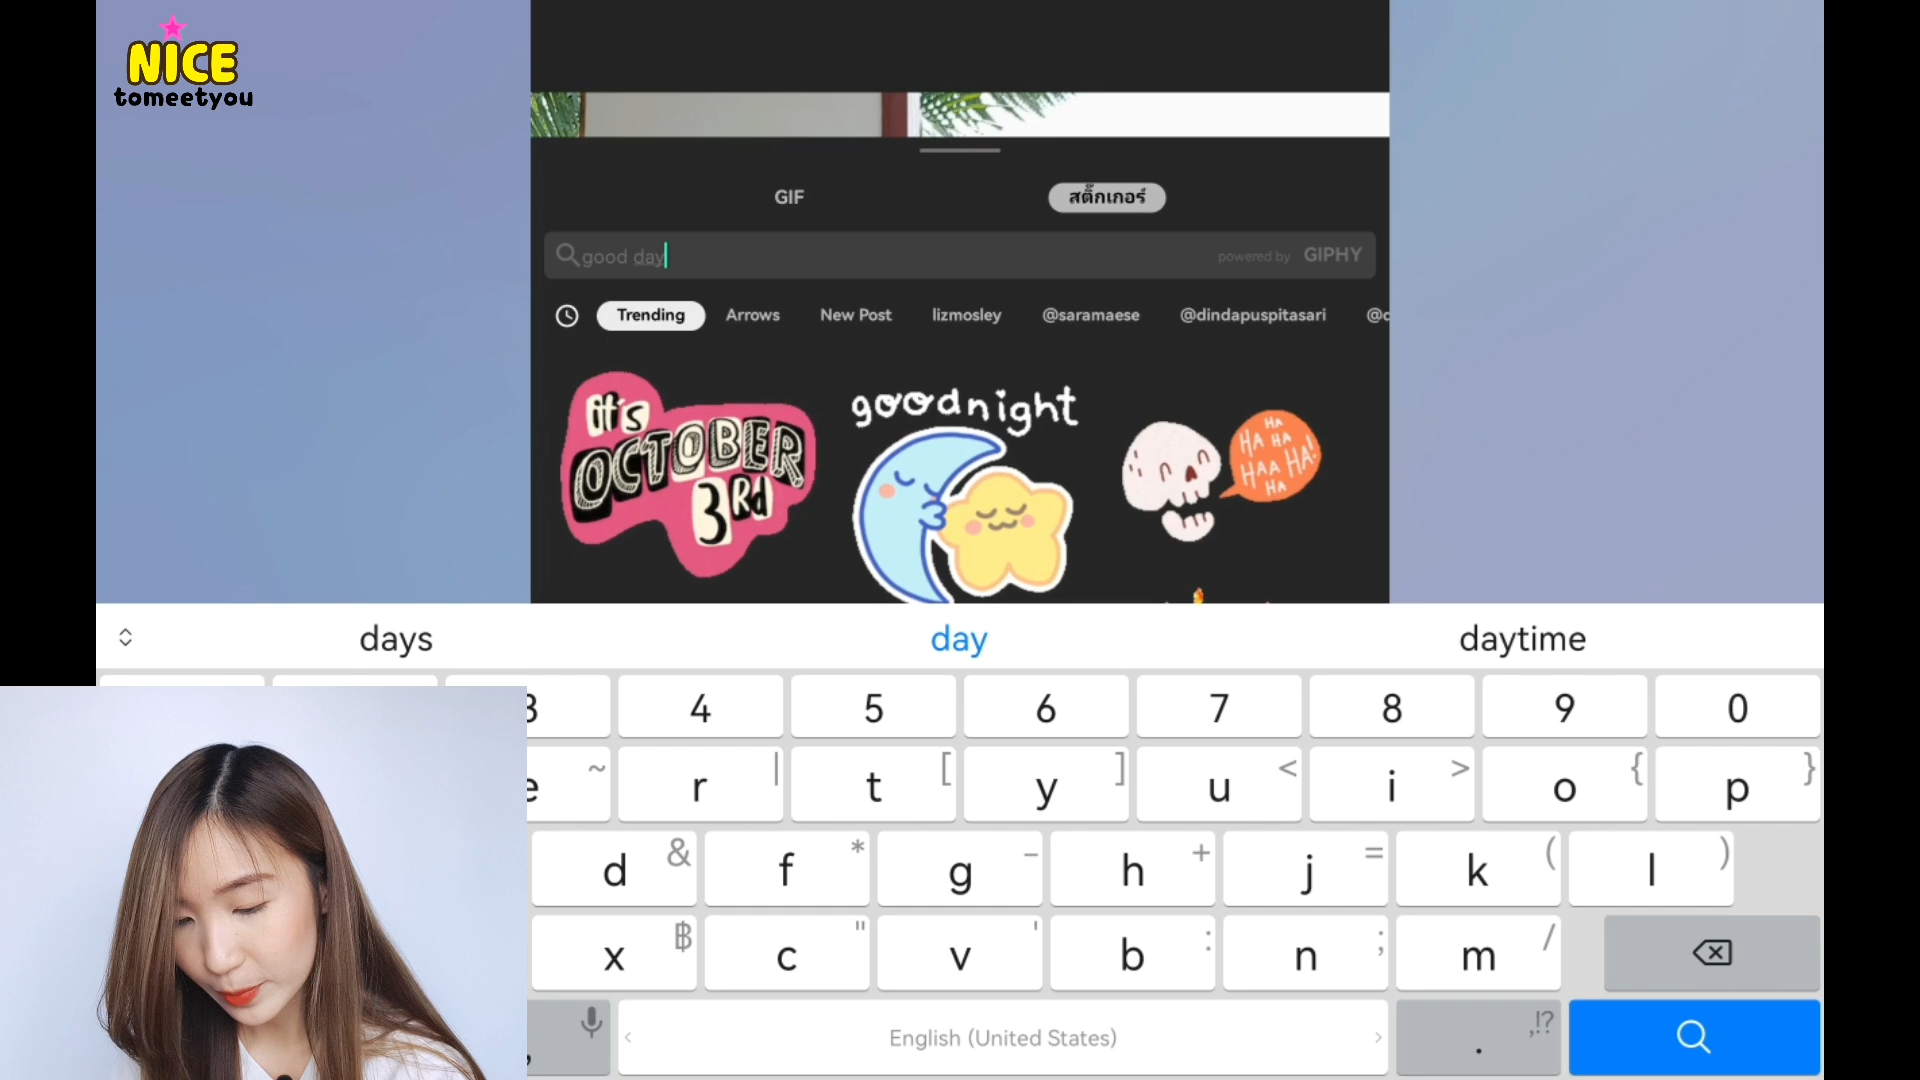 NICE
tomeetyou
GIF
สติ๊กเกอร์
good day
powered by GIPHY
Trending
Arrows
New Post
lizmosley
@saramaese
@dindapuspitasari
it's
OCTOBER
3Rd
goodnight
HA
HA HA
HAA HA!
HA
days
day
daytime
4
5
6
7
8
9
0
e ~
r |
t [
y ]
u <
i >
o {
p }
d &
f *
g -
h +
j =
k (
l )
x ฿
c "
v '
b :
n ;
m /
English (United States)
. ,!?